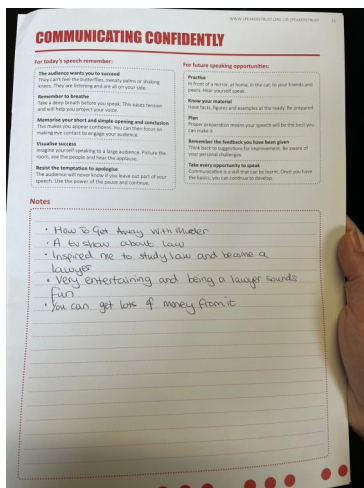 WWW.SPEAKERSTRUST.ORG | © SPEAKERS TRUST
COMMUNICATING CONFIDENTLY
For today's speech remember:
The audience wants you to succeed
They can't feel the butterflies, sweaty palms or shaking
knees. They are listening and are all on your side.
Remember to breathe
Take a deep breath before you speak. This eases tension
and will help you project your voice.
Memorise your short and simple opening and conclusion
This makes you appear confident. You can then focus on
making eye contact to engage your audience.
Visualise success
Imagine yourself speaking to a large audience. Picture the
room, see the people and hear the applause.
Resist the temptation to apologise
The audience will never know if you leave out part of your
speech. Use the power of the pause and continue.
For future speaking opportunities:
Practise
In front of a mirror, at home, in the car, to your friends and
peers. Hear yourself speak.
Know your material
Have facts, figures and examples at the ready. Be prepared
Plan
Proper preparation means your speech will be the best you
can make it.
Remember the feedback you have been given
Think back to suggestions for improvement. Be aware of
your personal challenges.
Take every opportunity to speak
Communication is a skill that can be learnt. Once you have
the basics, you can continue to develop.
Notes
• How To Get Away With Murder
• A tv show about law
• Inspired me to study law and become a
lawyer
• Very entertaining and being a lawyer sounds
fun
• You can get lots of money from it